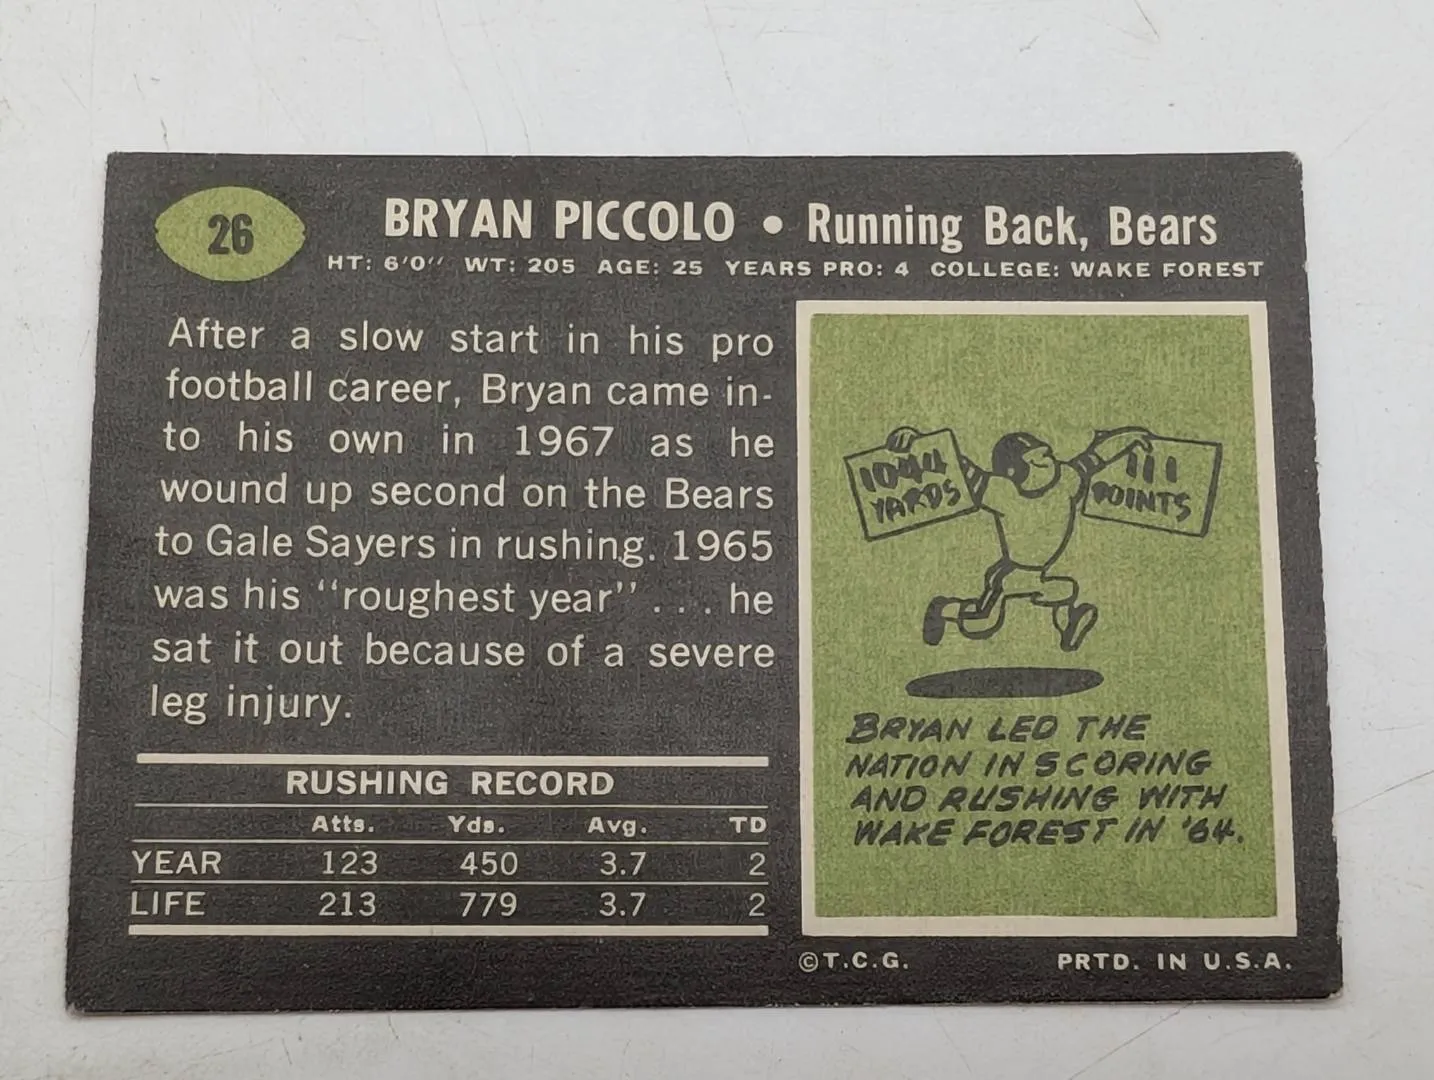 26
BRYAN PICCOLO • Running Back, Bears
HT: 6'0" WT: 205 AGE: 25 YEARS PRO: 4 COLLEGE: WAKE FOREST
After a slow start in his pro
football career, Bryan came in-
to his own in 1967 as he
wound up second on the Bears
to Gale Sayers in rushing. 1965
was his "roughest year" . . . he
sat it out because of a severe
leg injury.
RUSHING RECORD
Atts. Yds. Avg. TD
YEAR 123 450 3.7 2
LIFE 213 779 3.7 2
1044
YARDS
111
POINTS
BRYAN LED THE
NATION IN SCORING
AND RUSHING WITH
WAKE FOREST IN '64.
©T.C.G. PRTD. IN U.S.A.